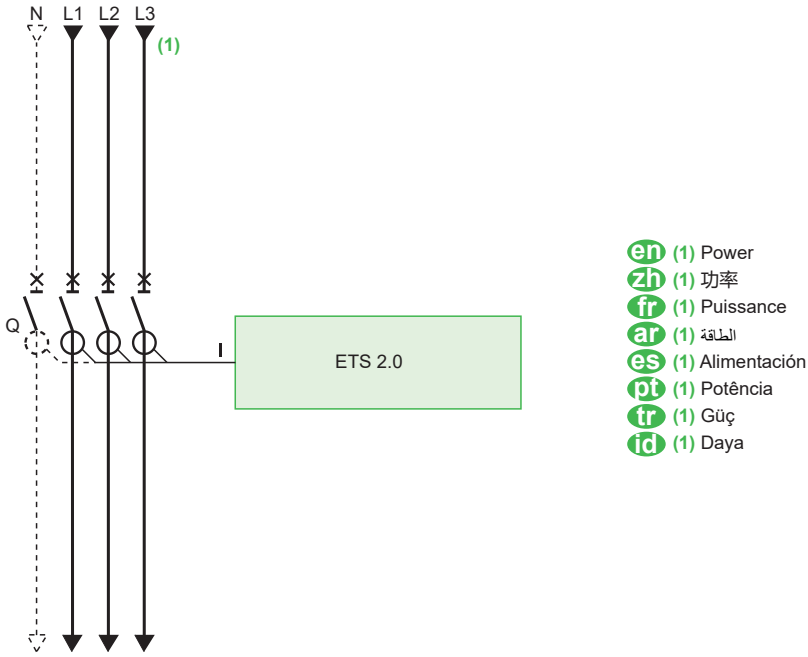 N L1 L2 L3
(1)
Q
I
ETS 2.0
en (1) Power
zh (1) 功率
fr (1) Puissance
ar (1) الطاقة
es (1) Alimentación
pt (1) Potência
tr (1) Güç
id (1) Daya